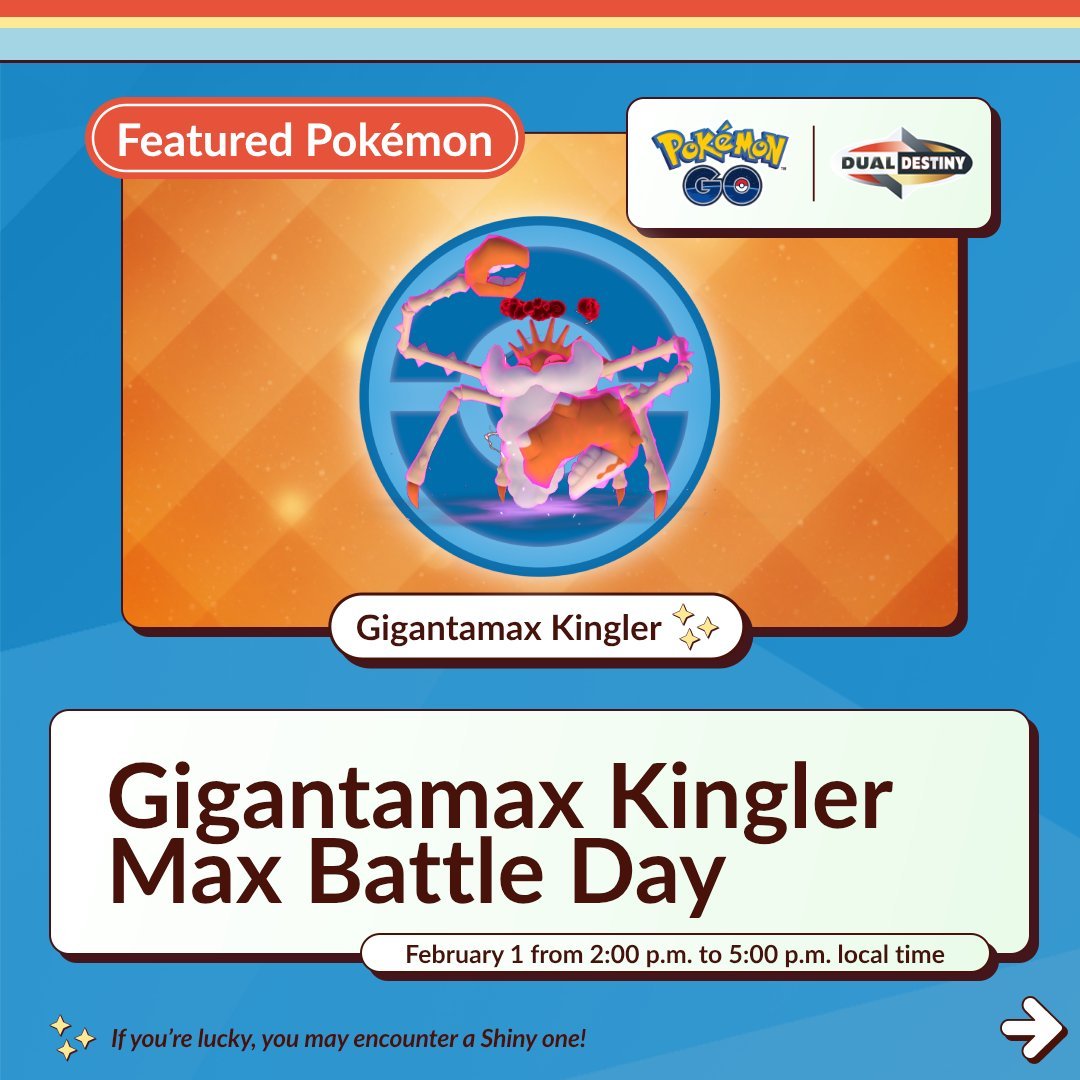 Featured Pokémon
POKéMON
GO
DUAL DESTINY
Gigantamax Kingler
Gigantamax Kingler
Max Battle Day
February 1 from 2:00 p.m. to 5:00 p.m. local time
If you're lucky, you may encounter a Shiny one!